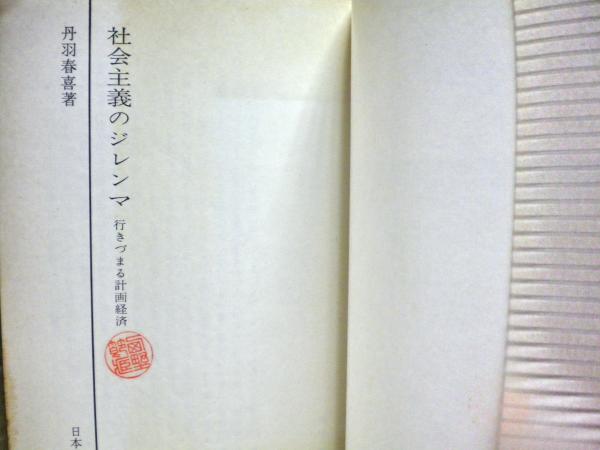 社会主義のジレンマ
行きづまる計画経済
丹羽春喜著
日本